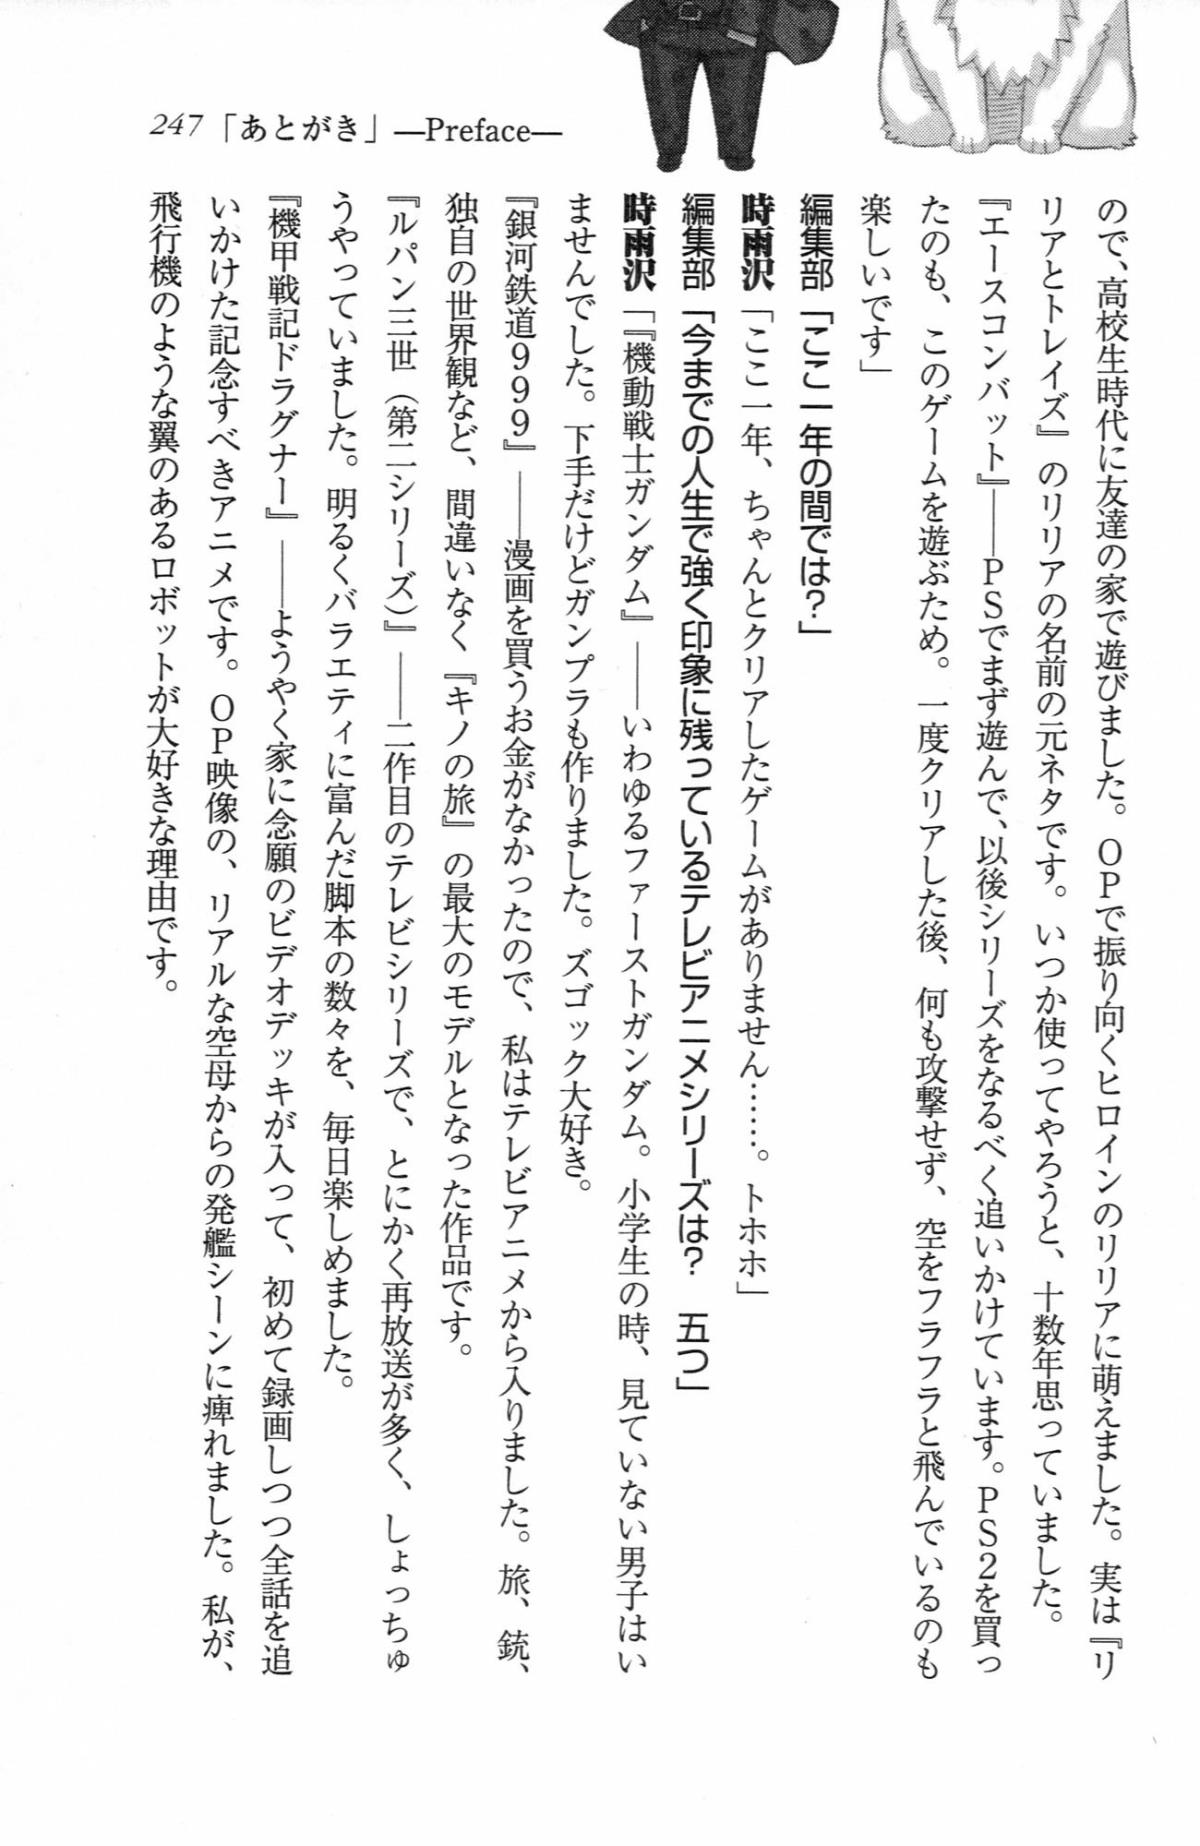 247 「あとがき」 —Preface—
ので、高校生時代に友達の家で遊びました。OPで振り向くヒロインのリリアに萌えました。実は『リ
リアとトレイズ』のリリアの名前の元ネタです。いつか使ってやろうと、十数年思っていました。
『エースコンバット』——PSでまず遊んで、以後シリーズをなるべく追いかけています。PS2を買っ
たのも、このゲームを遊ぶため。一度クリアした後、何も攻撃せず、空をフラフラと飛んでいるのも
楽しいです」
編集部「ここ一年の間では?」
時雨沢「ここ一年、ちゃんとクリアしたゲームがありません……。トホホ」
編集部「今までの人生で強く印象に残っているテレビアニメシリーズは? 五つ」
時雨沢「『機動戦士ガンダム』——いわゆるファーストガンダム。小学生の時、見ていない男子はい
ませんでした。下手だけどガンプラも作りました。ズゴック大好き。
『銀河鉄道999』——漫画を買うお金がなかったので、私はテレビアニメから入りました。旅、銃、
独自の世界観など、間違いなく『キノの旅』の最大のモデルとなった作品です。
『ルパン三世(第二シリーズ)』——二作目のテレビシリーズで、とにかく再放送が多く、しょっちゅ
うやっていました。明るくバラエティに富んだ脚本の数々を、毎日楽しめました。
『機甲戦記ドラグナー』——ようやく家に念願のビデオデッキが入って、初めて録画しつつ全話を追
いかけた記念すべきアニメです。OP映像の、リアルな空母からの発艦シーンに痺れました。私が、
飛行機のような翼のあるロボットが大好きな理由です。